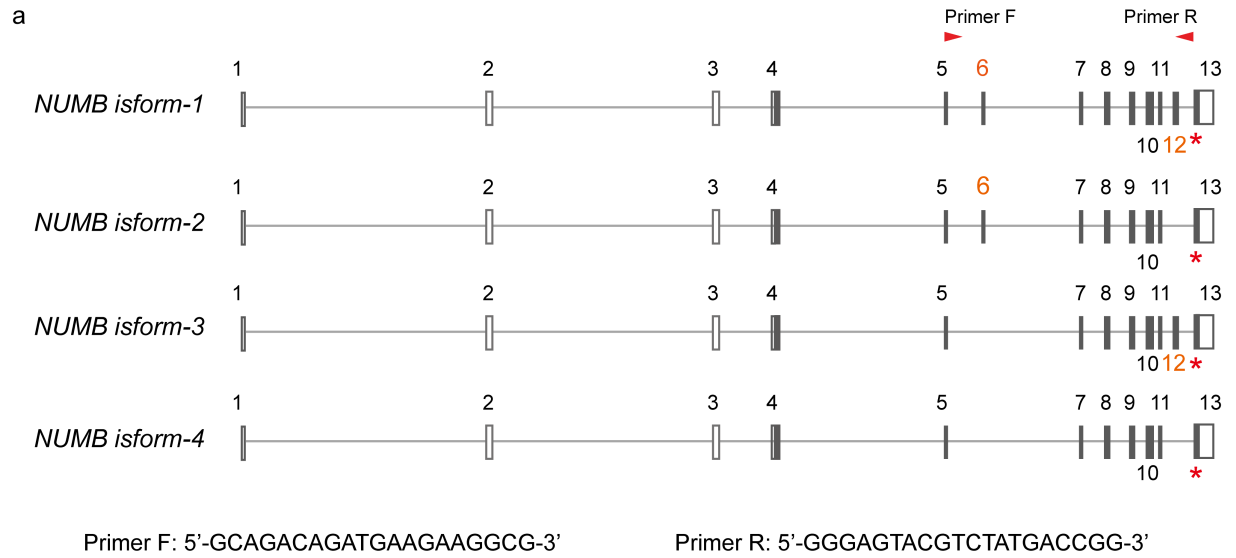 a
Primer F Primer R
1 2 3 4 5 6 7 8 9 11 13
NUMB isform-1
10 12 *
1 2 3 4 5 6 7 8 9 11 13
NUMB isform-2
10 *
1 2 3 4 5 7 8 9 11 13
NUMB isform-3
10 12 *
1 2 3 4 5 7 8 9 11 13
NUMB isform-4
10 *
Primer F: 5’-GCAGACAGATGAAGAAGGCG-3’ Primer R: 5’-GGGAGTACGTCTATGACCGG-3’